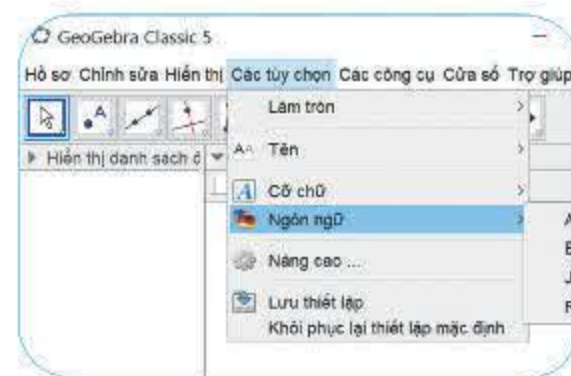 GeoGebra Classic 5
Hồ sơ Chỉnh sửa Hiển thị Các tùy chọn Các công cụ Cửa sổ Trợ giúp
Làm tròn
Hiển thị danh sách đ
Tên
Cỡ chữ
Ngôn ngữ
Nâng cao ...
Lưu thiết lập
Khôi phục lại thiết lập mặc định